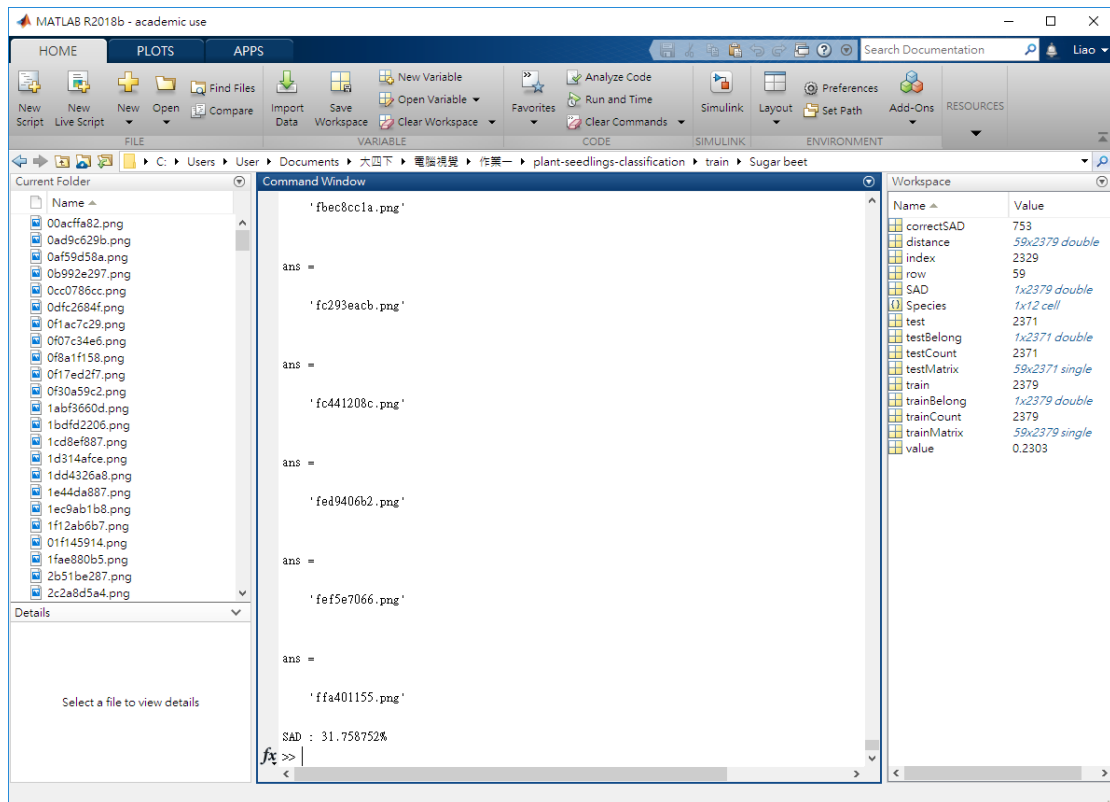 MATLAB R2018b - academic use
HOME PLOTS APPS Search Documentation Liao
New Script New Live Script New Open Find Files Compare Import Data Save Workspace New Variable Open Variable Clear Workspace Favorites Analyze Code Run and Time Clear Commands Simulink Layout Preferences Set Path Add-Ons RESOURCES
FILE VARIABLE CODE SIMULINK ENVIRONMENT
C: Users User Documents 大四下 電腦視覺 作業一 plant-seedlings-classification train Sugar beet
Current Folder
Name
00acffa82.png
0ad9c629b.png
0af59d58a.png
0b992e297.png
0cc0786cc.png
0dfc2684f.png
0f1ac7c29.png
0f07c34e6.png
0f8a1f158.png
0f17ed2f7.png
0f30a59c2.png
1abf3660d.png
1bdfd2206.png
1cd8ef887.png
1d314afce.png
1dd4326a8.png
1e44da887.png
1ec9ab1b8.png
1f12ab6b7.png
01f145914.png
1fae880b5.png
2b51be287.png
2c2a8d5a4.png
Details
Select a file to view details
Command Window
'fbec8cc1a.png'
ans =
'fc293eacb.png'
ans =
'fc441208c.png'
ans =
'fed9406b2.png'
ans =
'fef5e7066.png'
ans =
'ffa401155.png'
SAD : 31.758752%
fx >>
Workspace
Name Value
correctSAD 753
distance 59x2379 double
index 2329
row 59
SAD 1x2379 double
Species 1x12 cell
test 2371
testBelong 1x2371 double
testCount 2371
testMatrix 59x2371 single
train 2379
trainBelong 1x2379 double
trainCount 2379
trainMatrix 59x2379 single
value 0.2303